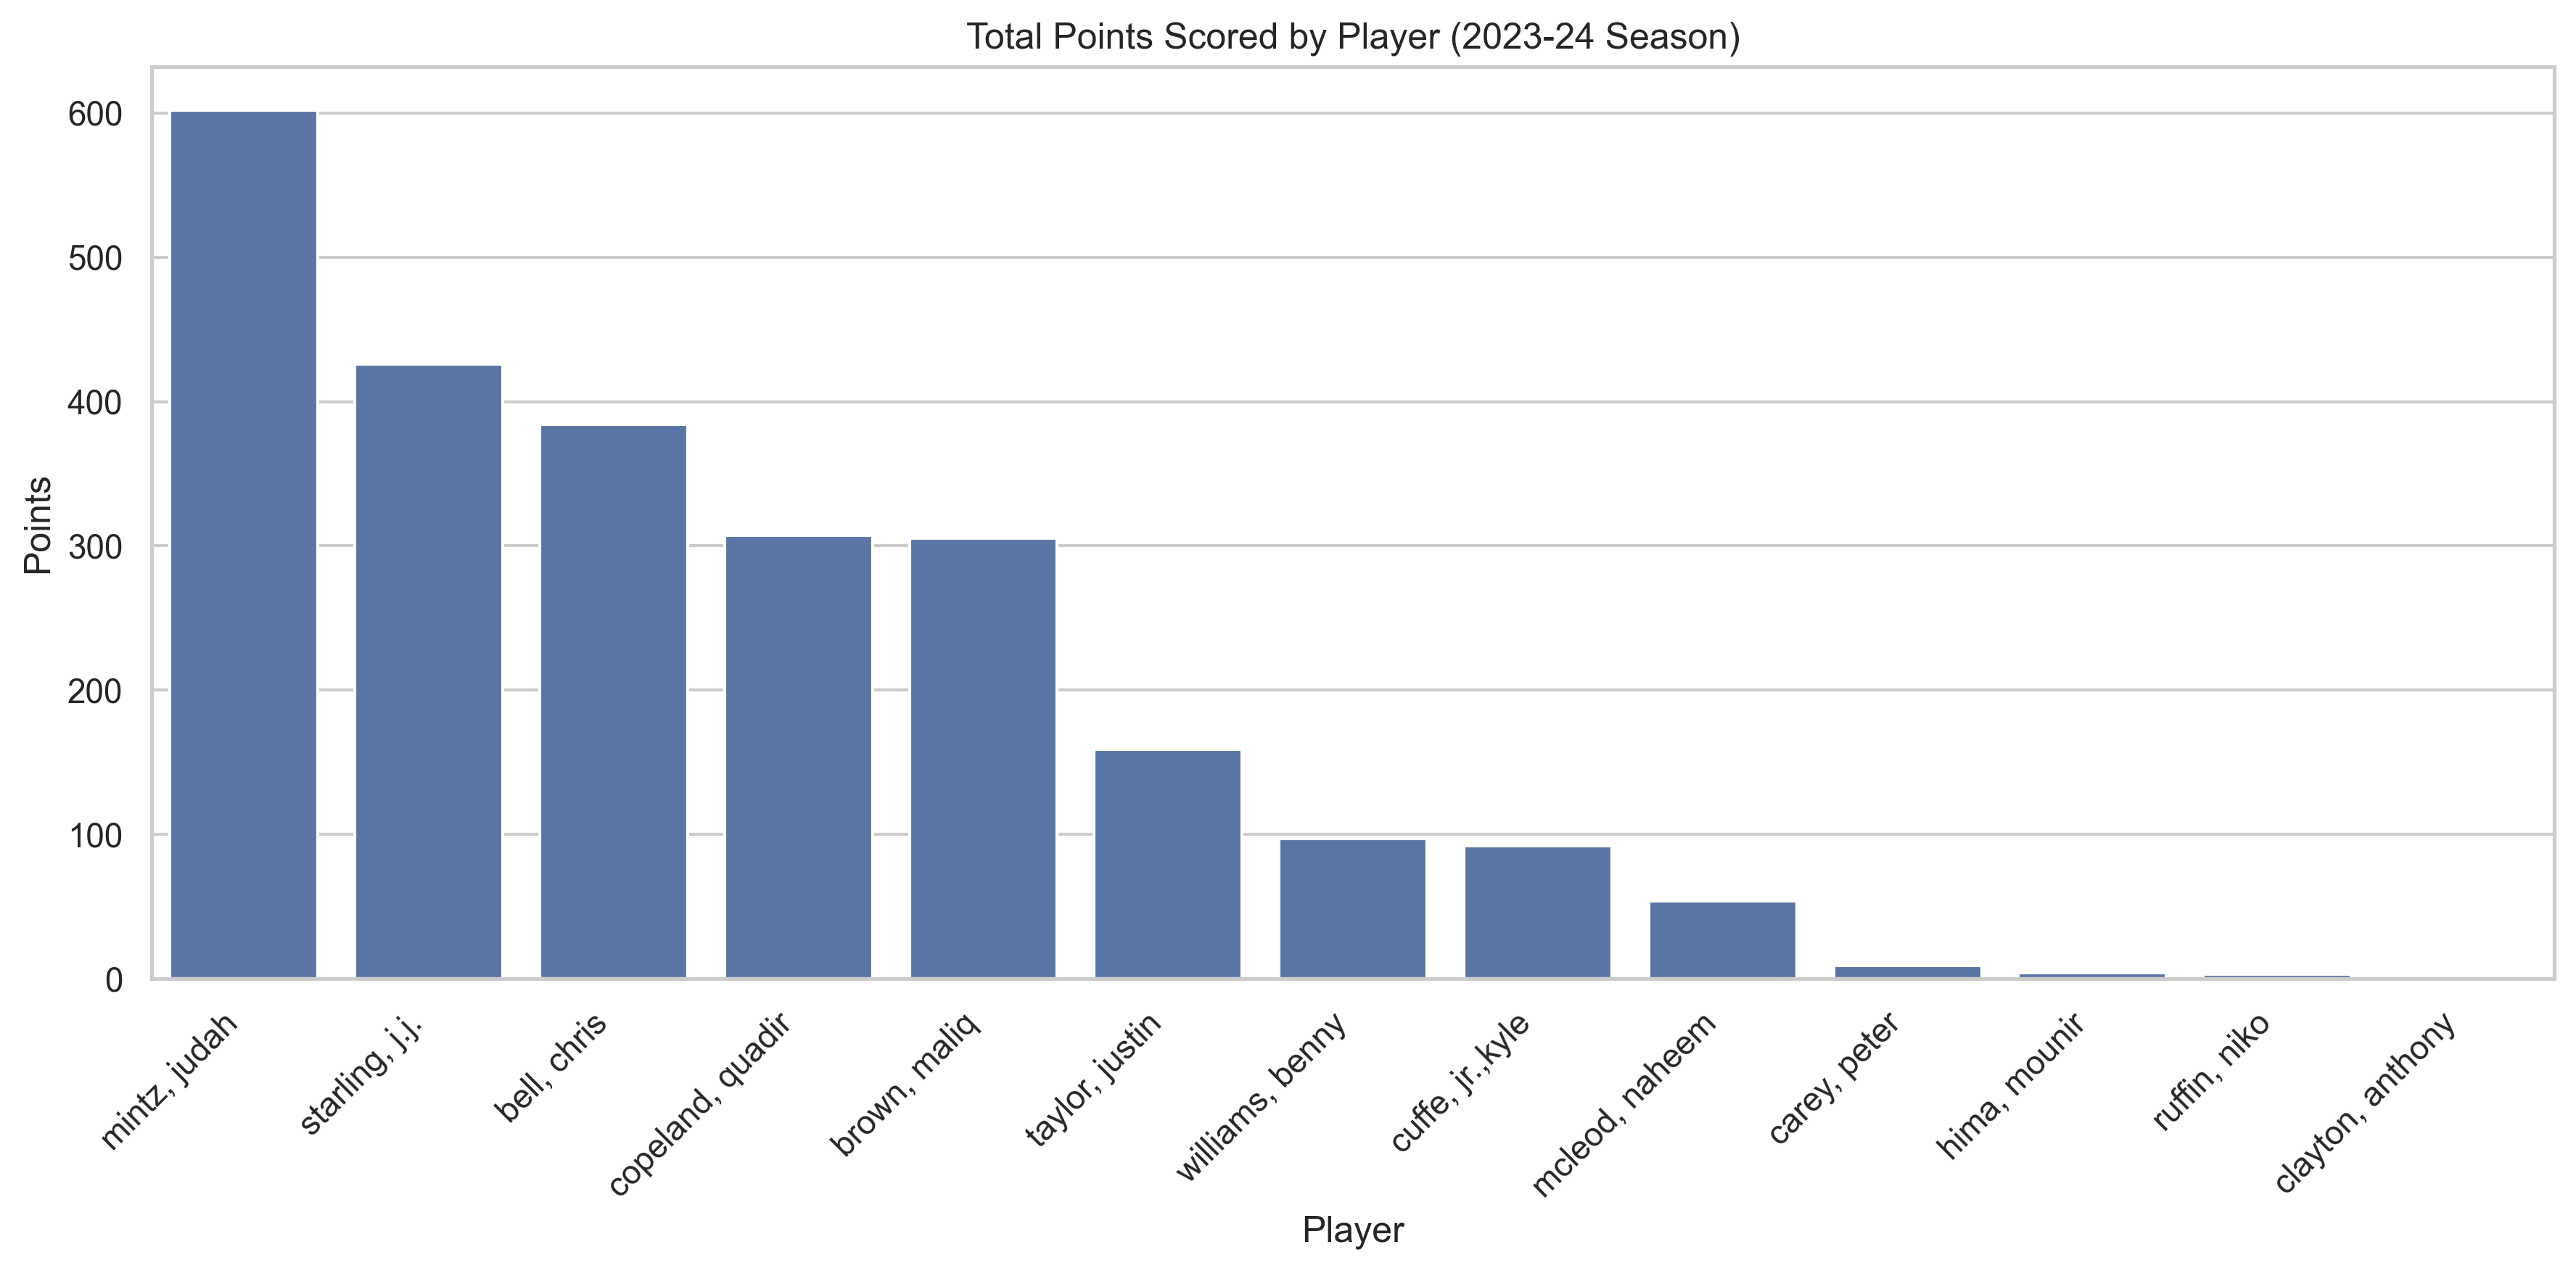 Total Points Scored by Player (2023-24 Season)
Points
600
500
400
300
200
100
0
mintz, judah
starling, j.j.
bell, chris
copeland, quadir
brown, maliq
taylor, justin
williams, benny
cuffe, jr.,kyle
mcleod, naheem
carey, peter
hima, mounir
ruffin, niko
clayton, anthony
Player